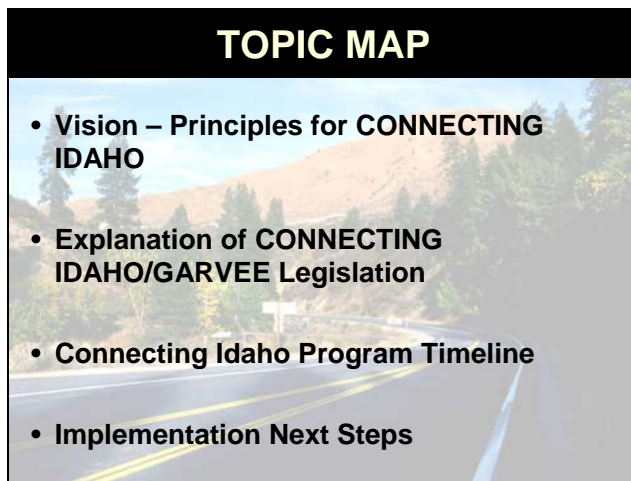 TOPIC MAP
• Vision – Principles for CONNECTING
IDAHO
• Explanation of CONNECTING
IDAHO/GARVEE Legislation
• Connecting Idaho Program Timeline
• Implementation Next Steps